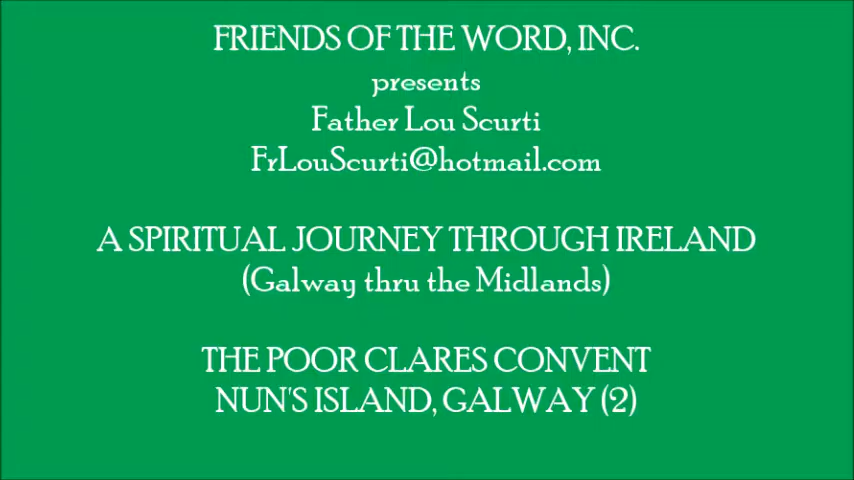 FRIENDS OF THE WORD, INC.
presents
Father Lou Scurti
FrLouScurti@hotmail.com
A SPIRITUAL JOURNEY THROUGH IRELAND
(Galway thru the Midlands)
THE POOR CLARES CONVENT
NUN'S ISLAND, GALWAY (2)